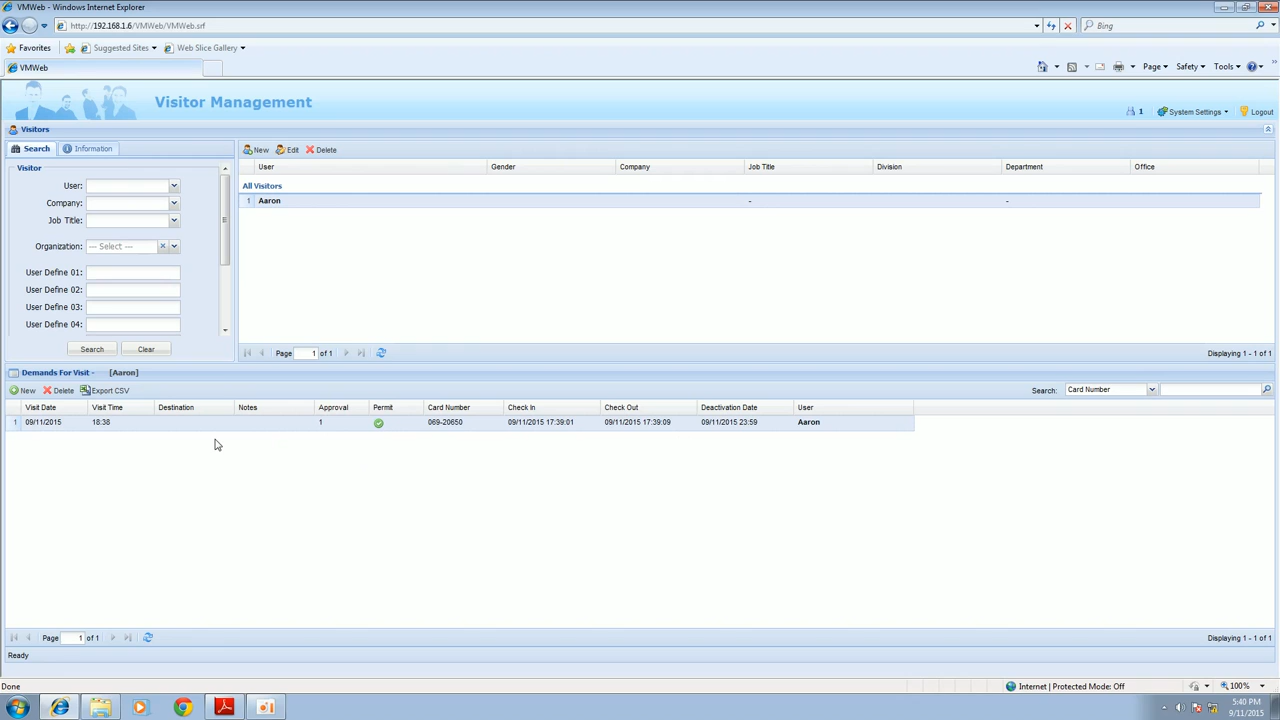 VMWeb - Windows Internet Explorer
http://192.168.1.6/VMWeb/VMWeb.srf
Bing
Favorites Suggested Sites Web Slice Gallery
VMWeb
Page Safety Tools
Visitor Management
1 System Settings Logout
Visitors
Search Information
New Edit Delete
User Gender Company Job Title Division Department Office
All Visitors
1 Aaron - -
Visitor
User:
Company:
Job Title:
Organization: --- Select ---
User Define 01:
User Define 02:
User Define 03:
User Define 04:
Search Clear
Page 1 of 1 Displaying 1 - 1 of 1
Demands For Visit - [Aaron]
New Delete Export CSV Search: Card Number
Visit Date Visit Time Destination Notes Approval Permit Card Number Check In Check Out Deactivation Date User
1 09/11/2015 18:38 1 069-20650 09/11/2015 17:39:01 09/11/2015 17:39:09 09/11/2015 23:59 Aaron
Page 1 of 1 Displaying 1 - 1 of 1
Ready
Done Internet | Protected Mode: Off 100%
5:40 PM
9/11/2015